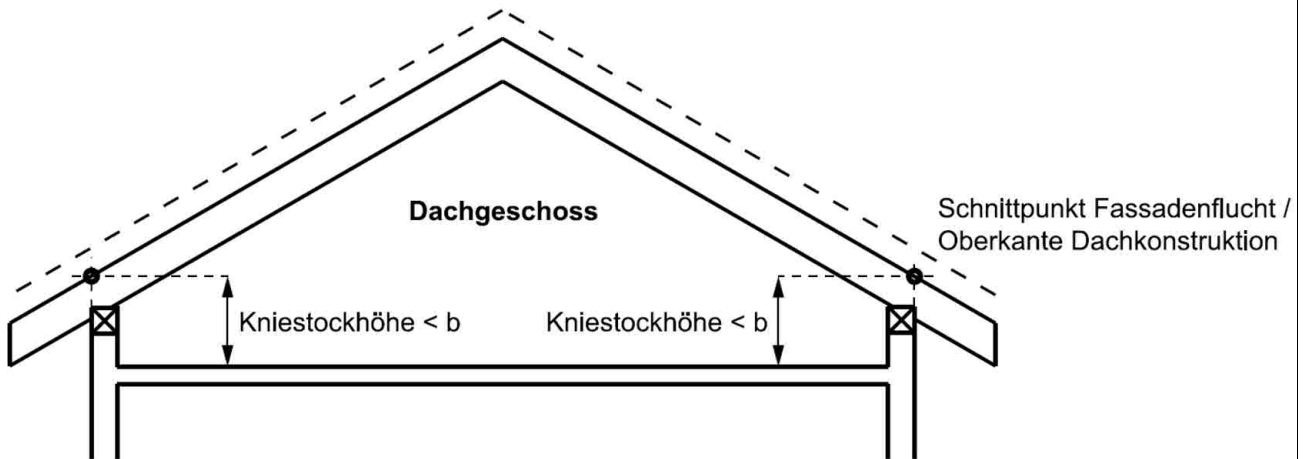 Dachgeschoss
Schnittpunkt Fassadenflucht /
Oberkante Dachkonstruktion
Kniestockhöhe < b
Kniestockhöhe < b